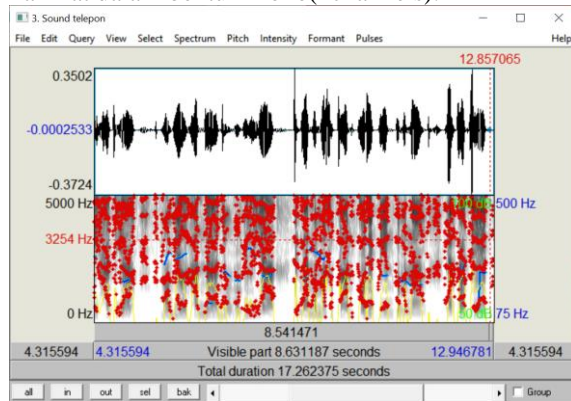 3. Sound telepon
File Edit Query View Select Spectrum Pitch Intensity Formant Pulses Help
12.857065
0.3502
-0.0002533
-0.3724
5000 Hz 500 Hz
3254 Hz
0 Hz 75 Hz
8.541471
4.315594 4.315594 Visible part 8.631187 seconds 12.946781 4.315594
Total duration 17.262375 seconds
all in out sel bak Group